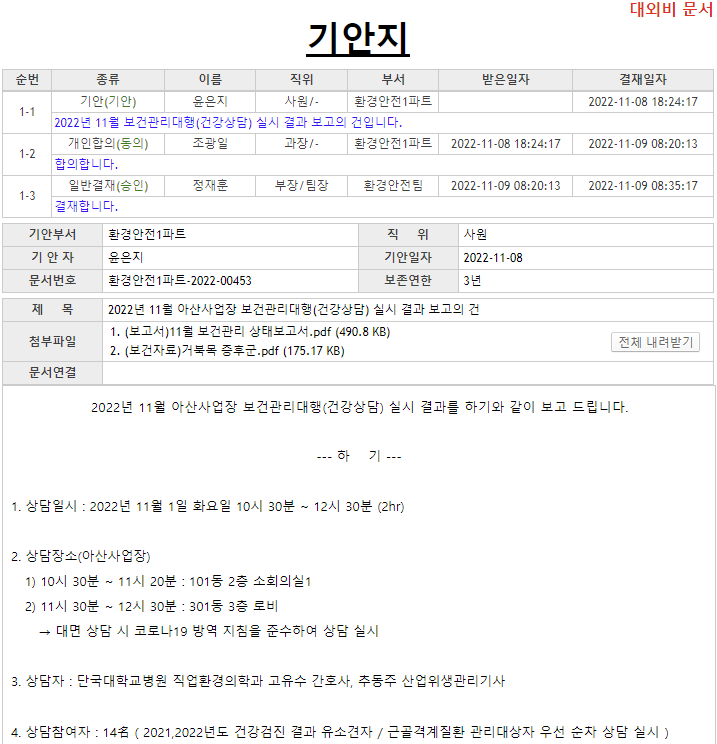 대외비 문서
기안지
순번 종류 이름 직위 부서 받은일자 결재일자
1-1 기안(기안) 윤은지 사원/- 환경안전1파트 2022-11-08 18:24:17
2022년 11월 보건관리대행(건강상담) 실시 결과 보고의 건입니다.
1-2 개인합의(동의) 조광일 과장/- 환경안전1파트 2022-11-08 18:24:17 2022-11-09 08:20:13
합의합니다.
1-3 일반결재(승인) 정재훈 부장/팀장 환경안전팀 2022-11-09 08:20:13 2022-11-09 08:35:17
결재합니다.
기안부서 환경안전1파트 직 위 사원
기 안 자 윤은지 기안일자 2022-11-08
문서번호 환경안전1파트-2022-00453 보존연한 3년
제 목 2022년 11월 아산사업장 보건관리대행(건강상담) 실시 결과 보고의 건
첨부파일 1. (보고서)11월 보건관리 상태보고서.pdf (490.8 KB)
2. (보건자료)거북목 증후군.pdf (175.17 KB)
전체 내려받기
문서연결
2022년 11월 아산사업장 보건관리대행(건강상담) 실시 결과를 하기와 같이 보고 드립니다.
--- 하 기 ---
1. 상담일시 : 2022년 11월 1일 화요일 10시 30분 ~ 12시 30분 (2hr)
2. 상담장소(아산사업장)
1) 10시 30분 ~ 11시 20분 : 101동 2층 소회의실1
2) 11시 30분 ~ 12시 30분 : 301동 3층 로비
→ 대면 상담 시 코로나19 방역 지침을 준수하여 상담 실시
3. 상담자 : 단국대학교병원 직업환경의학과 고유수 간호사, 추동주 산업위생관리기사
4. 상담참여자 : 14名 ( 2021,2022년도 건강검진 결과 유소견자 / 근골격계질환 관리대상자 우선 순차 상담 실시 )